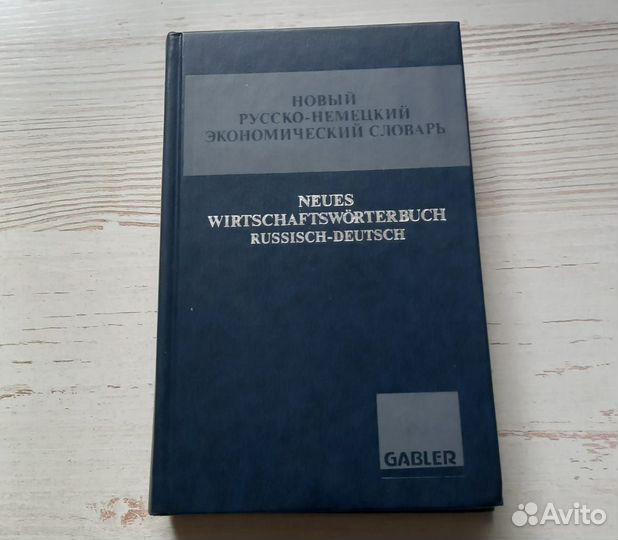 НОВЫЙ
РУССКО-НЕМЕЦКИЙ
ЭКОНОМИЧЕСКИЙ СЛОВАРЬ
NEUES
WIRTSCHAFTSWÖRTERBUCH
RUSSISCH-DEUTSCH
GABLER
Avito